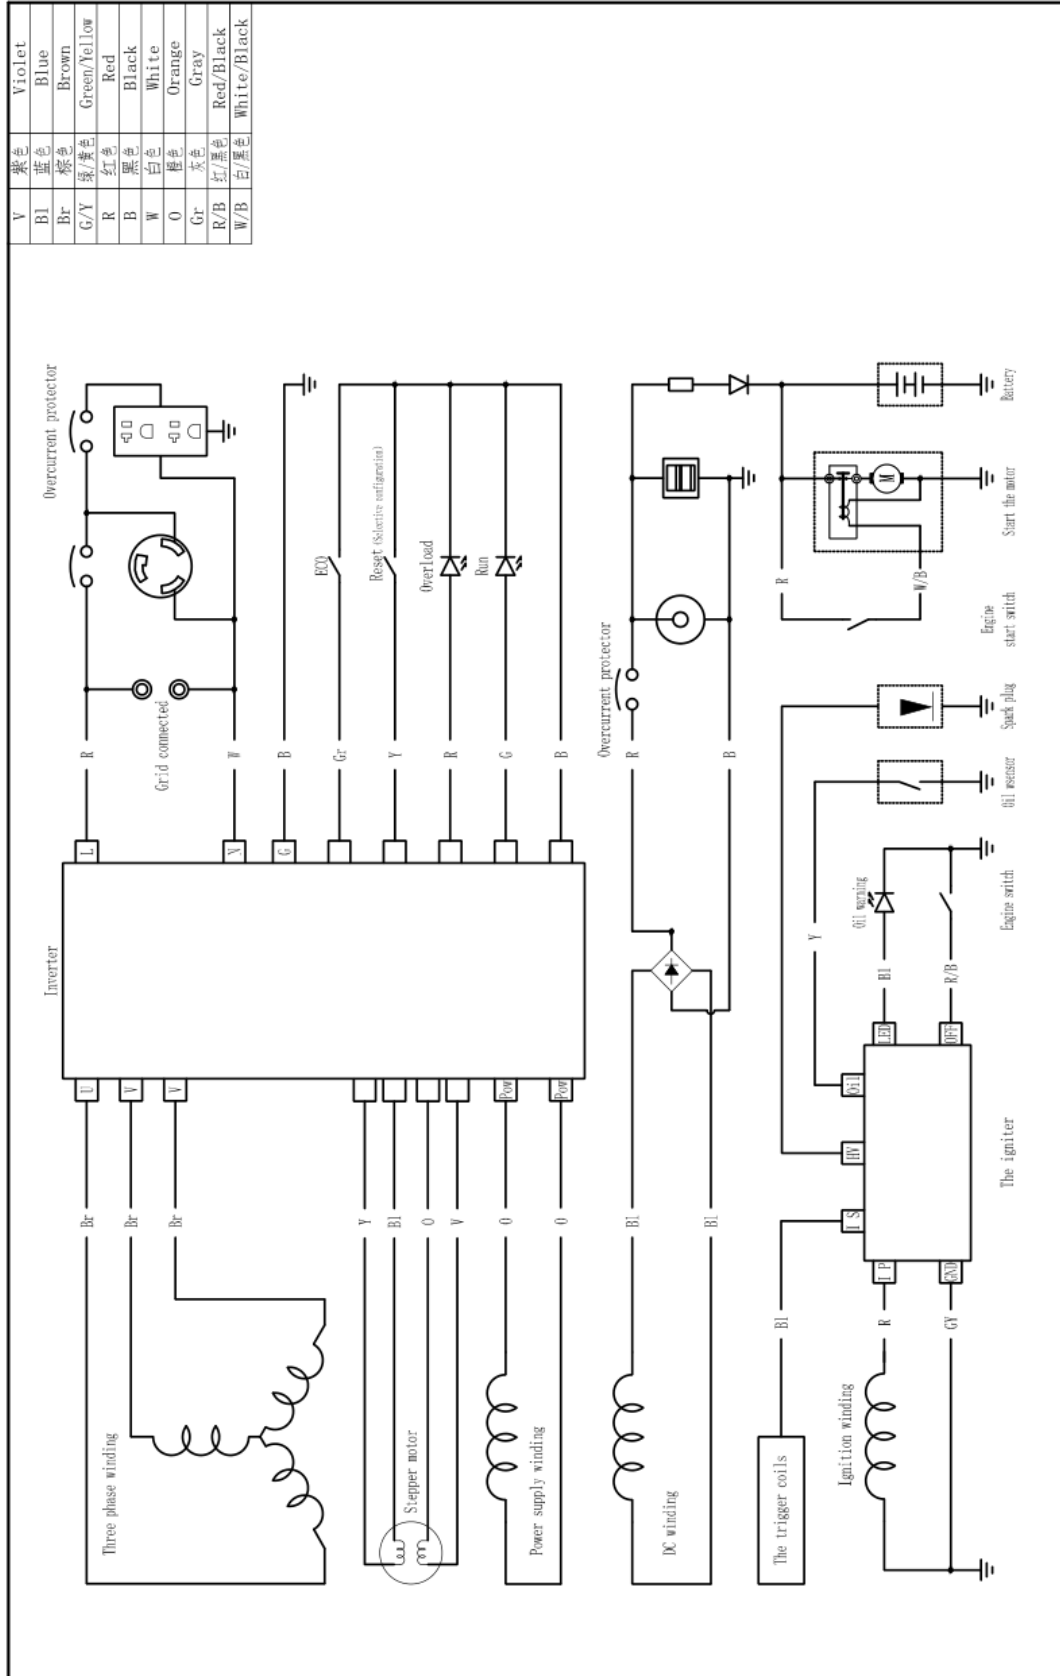 V 紫色 Violet
Bl 蓝色 Blue
Br 棕色 Brown
G/Y 绿/黄色 Green/Yellow
R 红色 Red
B 黑色 Black
W 白色 White
O 橙色 Orange
Gr 灰色 Gray
R/B 红/黑色 Red/Black
W/B 白/黑色 White/Black
Inverter
Overcurrent protector
Grid connected
Three phase winding
Br
U
L
R
Br
V
Br
V
N
W
G
B
Gr
ECO
Y
Reset (Selective configuration)
R
Overload
G
Run
B
Stepper motor
Y
Bl
O
V
Power supply winding
O
Pow
O
Pow
DC winding
Bl
Bl
Overcurrent protector
R
B
The trigger coils
Bl
I S
HV
Oil
Y
Ignition winding
R
I P
GY
GND
The igniter
LED
Bl
Oil warning
OFF
R/B
Engine switch
Oil wsensor
Spark plug
Engine
start switch
R
W/B
M
Start the motor
Battery